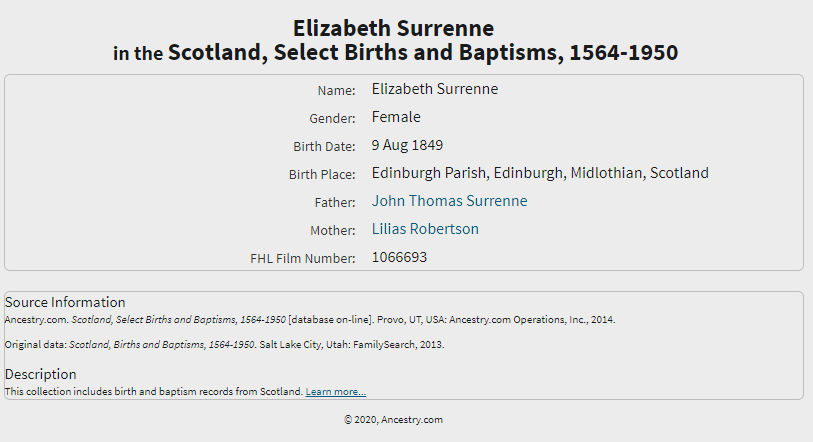 Elizabeth Surrenne
in the Scotland, Select Births and Baptisms, 1564-1950
Name: Elizabeth Surrenne
Gender: Female
Birth Date: 9 Aug 1849
Birth Place: Edinburgh Parish, Edinburgh, Midlothian, Scotland
Father: John Thomas Surrenne
Mother: Lilias Robertson
FHL Film Number: 1066693
Source Information
Ancestry.com. Scotland, Select Births and Baptisms, 1564-1950 [database on-line]. Provo, UT, USA: Ancestry.com Operations, Inc., 2014.
Original data: Scotland, Births and Baptisms, 1564-1950. Salt Lake City, Utah: FamilySearch, 2013.
Description
This collection includes birth and baptism records from Scotland. Learn more...
© 2020, Ancestry.com